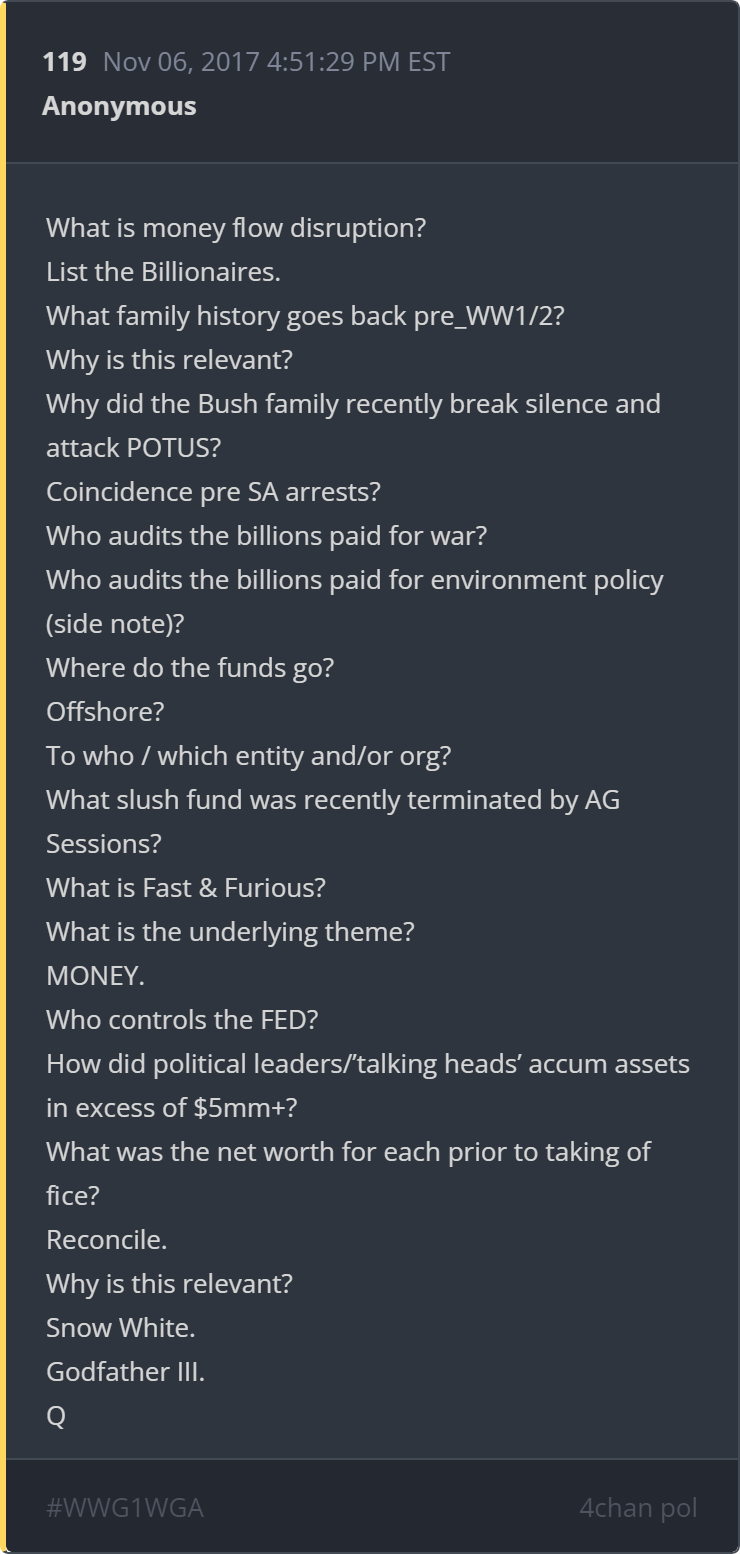 119 Nov 06, 2017 4:51:29 PM EST
Anonymous
What is money flow disruption?
List the Billionaires.
What family history goes back pre_WW1/2?
Why is this relevant?
Why did the Bush family recently break silence and
attack POTUS?
Coincidence pre SA arrests?
Who audits the billions paid for war?
Who audits the billions paid for environment policy
(side note)?
Where do the funds go?
Offshore?
To who / which entity and/or org?
What slush fund was recently terminated by AG
Sessions?
What is Fast & Furious?
What is the underlying theme?
MONEY.
Who controls the FED?
How did political leaders/’talking heads’ accum assets
in excess of $5mm+?
What was the net worth for each prior to taking of
fice?
Reconcile.
Why is this relevant?
Snow White.
Godfather III.
Q
#WWG1WGA 4chan pol